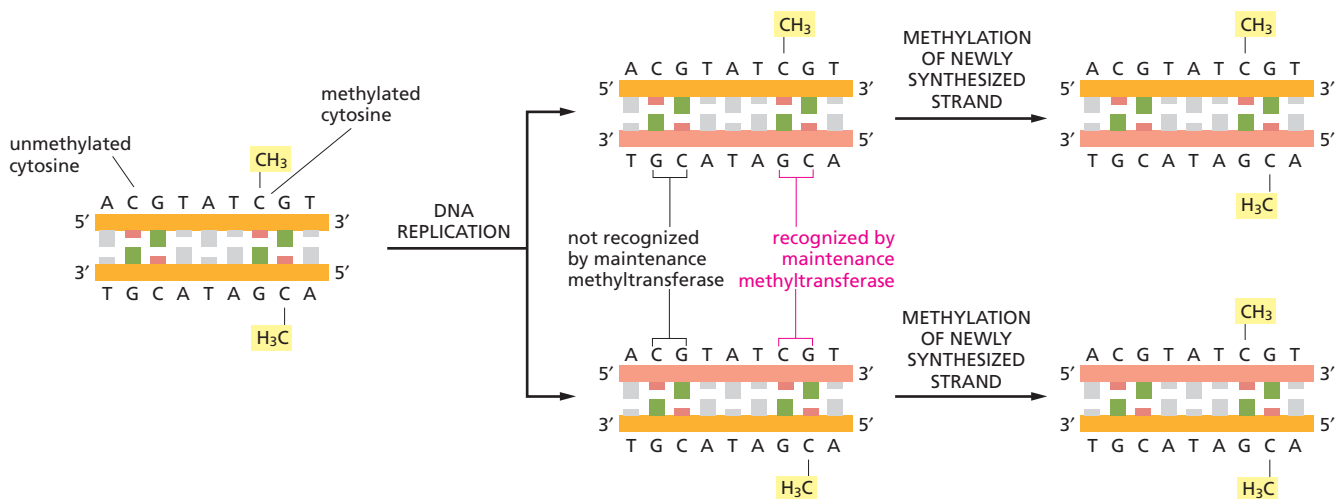 unmethylated
cytosine
methylated
cytosine
CH₃
A C G T A T C G T
5′ 3′
3′ 5′
T G C A T A G C A
H₃C
DNA
REPLICATION
CH₃
A C G T A T C G T
5′ 3′
3′ 5′
T G C A T A G C A
not recognized
by maintenance
methyltransferase
recognized by
maintenance
methyltransferase
A C G T A T C G T
5′ 3′
3′ 5′
T G C A T A G C A
H₃C
METHYLATION
OF NEWLY
SYNTHESIZED
STRAND
CH₃
A C G T A T C G T
5′ 3′
3′ 5′
T G C A T A G C A
H₃C
METHYLATION
OF NEWLY
SYNTHESIZED
STRAND
CH₃
A C G T A T C G T
5′ 3′
3′ 5′
T G C A T A G C A
H₃C